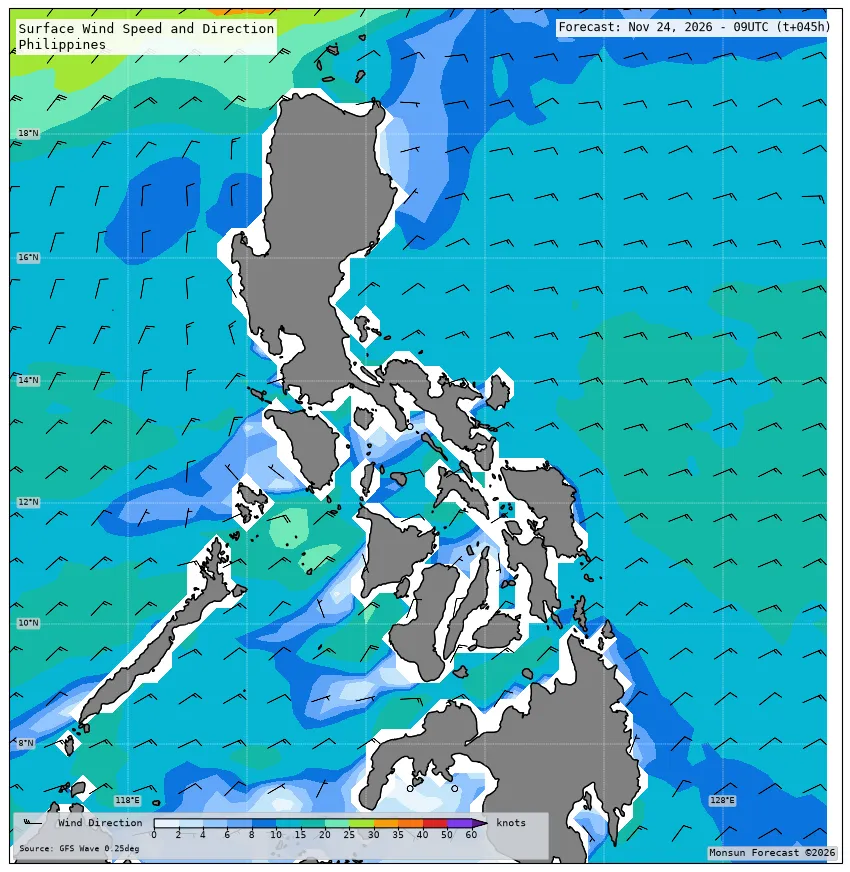 Surface Wind Speed and Direction
Philippines
Forecast: Nov 24, 2026 - 09UTC (t+045h)
18°N
16°N
14°N
12°N
10°N
8°N
118°E
128°E
Wind Direction
0 2 4 6 8 10 15 20 25 30 35 40 50 60 knots
Source: GFS Wave 0.25deg
Monsun Forecast ©2026